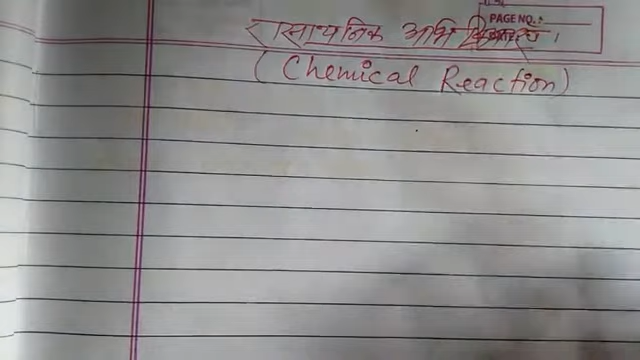 PAGE NO.:
रासायनिक अभिक्रियाएं
(Chemical Reaction)